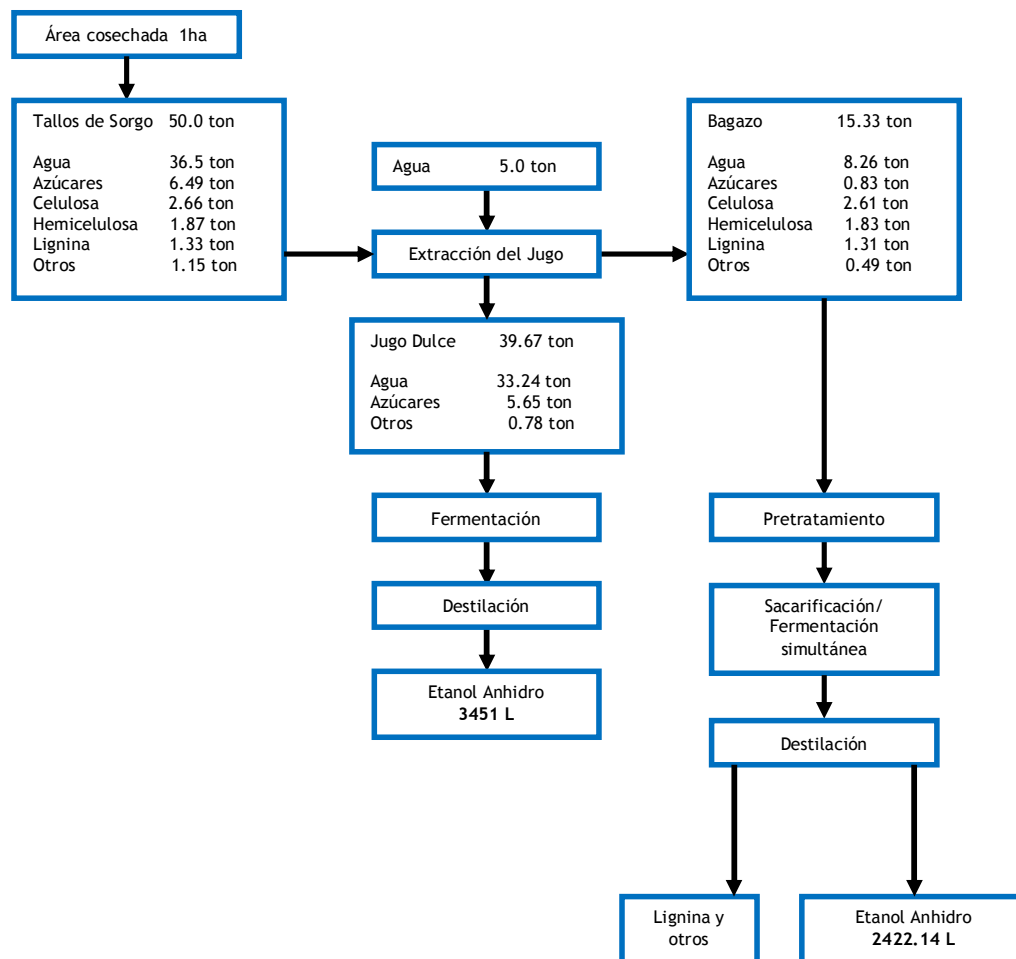 Área cosechada 1ha
Tallos de Sorgo 50.0 ton
Agua 36.5 ton
Azúcares 6.49 ton
Celulosa 2.66 ton
Hemicelulosa 1.87 ton
Lignina 1.33 ton
Otros 1.15 ton
Agua 5.0 ton
Extracción del Jugo
Bagazo 15.33 ton
Agua 8.26 ton
Azúcares 0.83 ton
Celulosa 2.61 ton
Hemicelulosa 1.83 ton
Lignina 1.31 ton
Otros 0.49 ton
Jugo Dulce 39.67 ton
Agua 33.24 ton
Azúcares 5.65 ton
Otros 0.78 ton
Fermentación
Destilación
Etanol Anhidro
3451 L
Pretratamiento
Sacarificación/
Fermentación
simultánea
Destilación
Lignina y
otros
Etanol Anhidro
2422.14 L